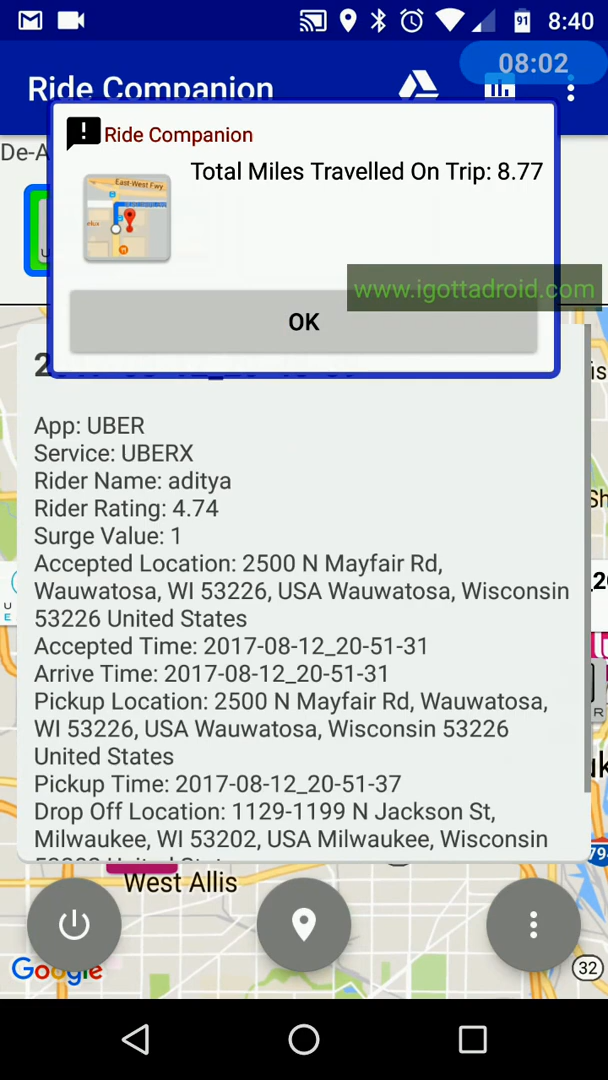 91 8:40
08:02
Ride Companion
De-A
Ride Companion
Total Miles Travelled On Trip: 8.77
East-West Fwy
www.igottadroid.com
OK
App: UBER
Service: UBERX
Rider Name: aditya
Rider Rating: 4.74
Surge Value: 1
Accepted Location: 2500 N Mayfair Rd,
Wauwatosa, WI 53226, USA Wauwatosa, Wisconsin
53226 United States
Accepted Time: 2017-08-12_20-51-31
Arrive Time: 2017-08-12_20-51-31
Pickup Location: 2500 N Mayfair Rd, Wauwatosa,
WI 53226, USA Wauwatosa, Wisconsin 53226
United States
Pickup Time: 2017-08-12_20-51-37
Drop Off Location: 1129-1199 N Jackson St,
Milwaukee, WI 53202, USA Milwaukee, Wisconsin
West Allis
Google
32